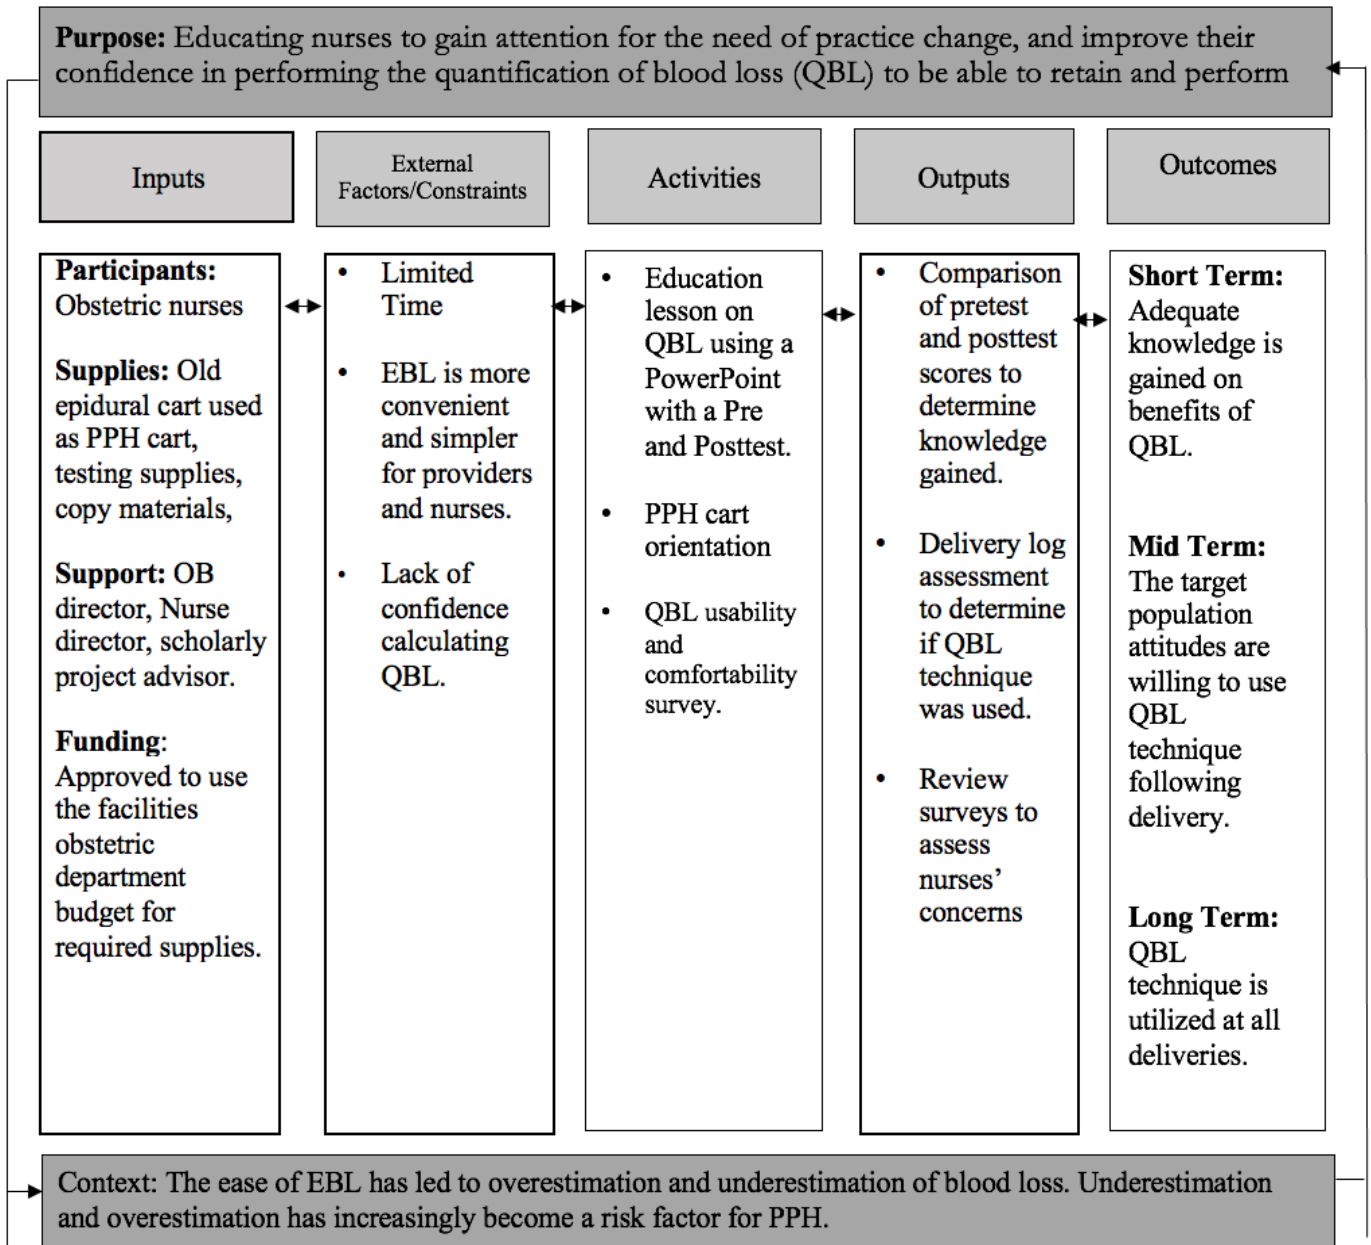 Purpose: Educating nurses to gain attention for the need of practice change, and improve their
confidence in performing the quantification of blood loss (QBL) to be able to retain and perform
Inputs
External
Factors/Constraints
Activities
Outputs
Outcomes
Participants:
Obstetric nurses
Supplies: Old
epidural cart used
as PPH cart,
testing supplies,
copy materials,
Support: OB
director, Nurse
director, scholarly
project advisor.
Funding:
Approved to use
the facilities
obstetric
department
budget for
required supplies.
• Limited
Time
• EBL is more
convenient
and simpler
for providers
and nurses.
• Lack of
confidence
calculating
QBL.
• Education
lesson on
QBL using a
PowerPoint
with a Pre
and Posttest.
• PPH cart
orientation
• QBL usability
and
comfortability
survey.
• Comparison
of pretest
and posttest
scores to
determine
knowledge
gained.
• Delivery log
assessment
to determine
if QBL
technique
was used.
• Review
surveys to
assess
nurses’
concerns
Short Term:
Adequate
knowledge is
gained on
benefits of
QBL.
Mid Term:
The target
population
attitudes are
willing to use
QBL
technique
following
delivery.
Long Term:
QBL
technique is
utilized at all
deliveries.
Context: The ease of EBL has led to overestimation and underestimation of blood loss. Underestimation
and overestimation has increasingly become a risk factor for PPH.